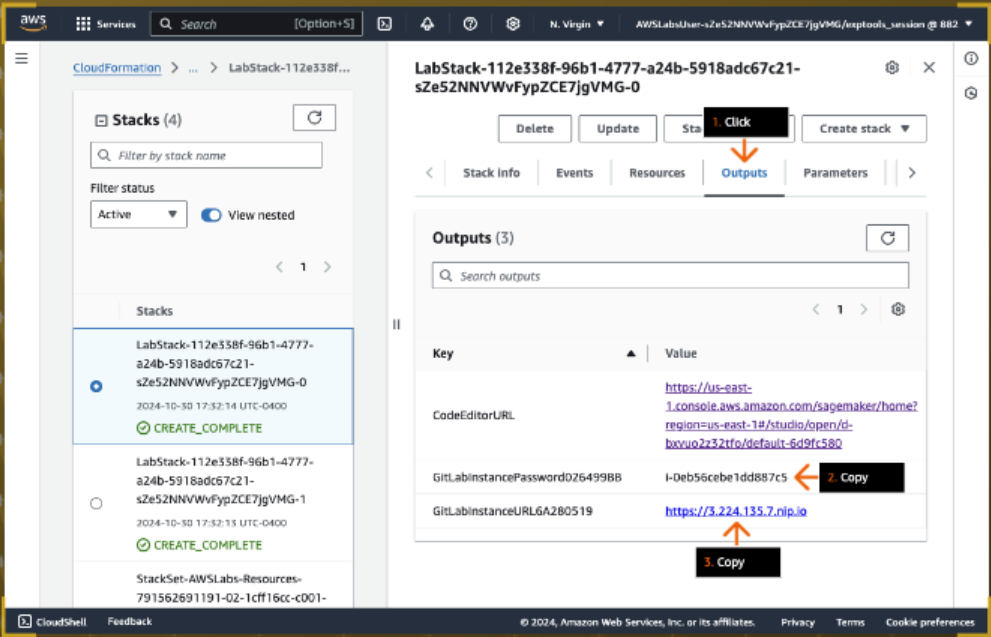 aws
Services
Search
[Option+S]
N. Virgin ▼
AWSLabsUser-sZe52NNVWvFypZCE7jgVMG/exptools_session @ 882 ▼
CloudFormation > ... > LabStack-112e338f...
Stacks (4)
Filter by stack name
Filter status
Active ▼
View nested
< 1 >
Stacks
LabStack-112e338f-96b1-4777-
a24b-5918adc67c21-
sZe52NNVWvFypZCE7jgVMG-0
2024-10-30 17:32:14 UTC-0400
CREATE_COMPLETE
LabStack-112e338f-96b1-4777-
a24b-5918adc67c21-
sZe52NNVWvFypZCE7jgVMG-1
2024-10-30 17:32:13 UTC-0400
CREATE_COMPLETE
StackSet-AWSLabs-Resources-
791562691191-02-1cff16cc-c001-
LabStack-112e338f-96b1-4777-a24b-5918adc67c21-
sZe52NNVWvFypZCE7jgVMG-0
Delete
Update
Sta
1. Click
Create stack ▼
Stack info
Events
Resources
Outputs
Parameters
Outputs (3)
Search outputs
< 1 >
Key ▲ Value
CodeEditorURL
https://us-east-
1.console.aws.amazon.com/sagemaker/home?
region=us-east-1#/studio/open/d-
bxvuo2z32tfo/default-6d9fc580
GitLabInstancePassword026499BB i-0eb56cebe1dd887c5
2. Copy
GitLabInstanceURL6A280519 https://3.224.135.7.nip.io
3. Copy
CloudShell
Feedback
© 2024, Amazon Web Services, Inc. or its affiliates.
Privacy
Terms
Cookie preferences